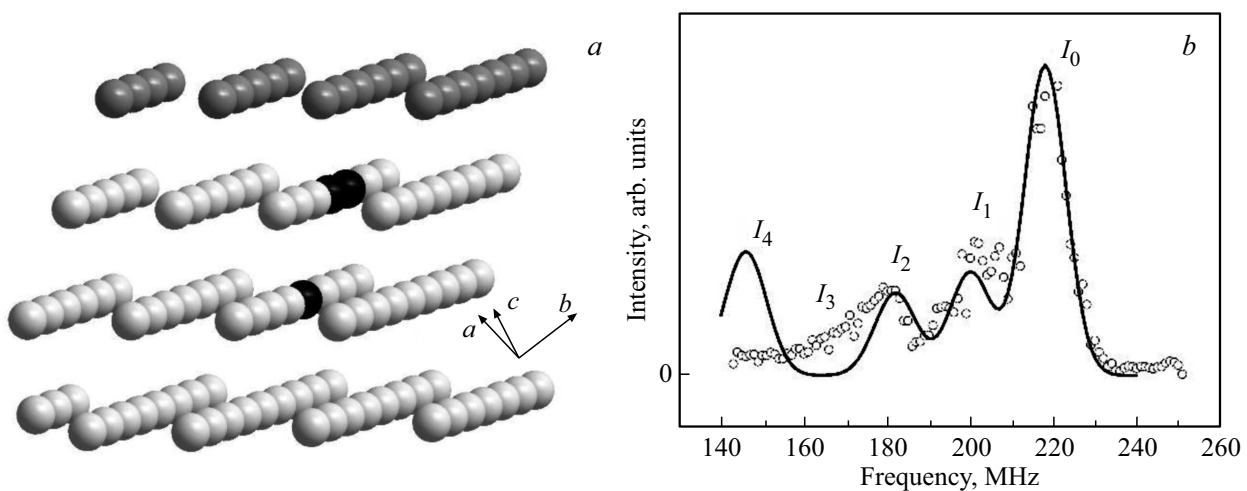 a
a
c
b
b
Intensity, arb. units
0
I₄
I₃
I₂
I₁
I₀
140 160 180 200 220 240 260
Frequency, MHz